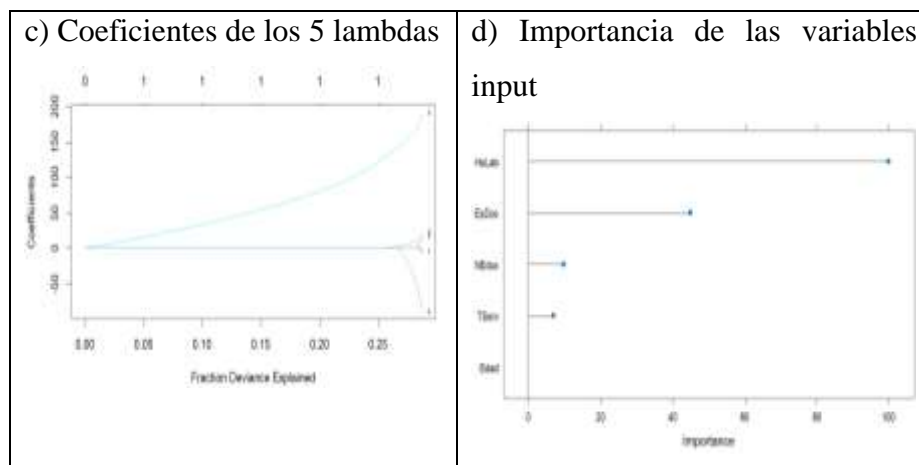 c) Coeficientes de los 5 lambdas
0 1 1 1 1 1
200
150
100
50
0
-50
Coefficients
0.00 0.05 0.10 0.15 0.20 0.25
Fraction Deviance Explained
d) Importancia de las variables
input
Edad
0 20 40 60 80 100
Importance